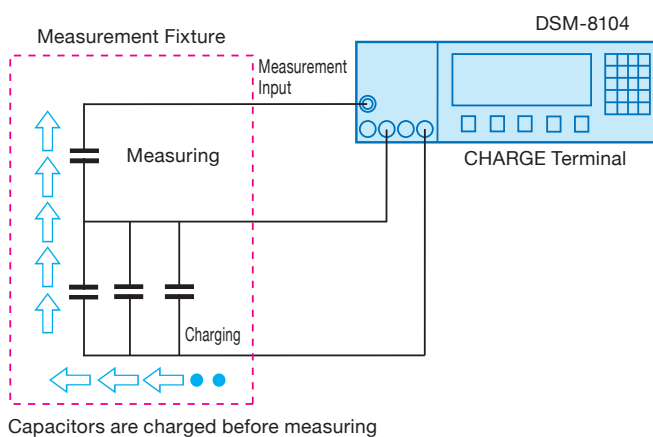 DSM-8104
Measurement Fixture
Measurement
Input
Measuring
CHARGE Terminal
Charging
Capacitors are charged before measuring